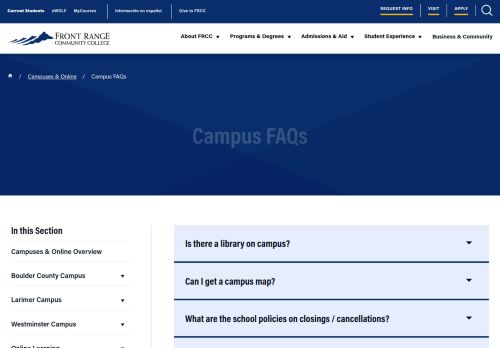 Current Students eWOLF MyCourses Información en español Give to FRCC REQUEST INFO VISIT APPLY
FRONT RANGE
COMMUNITY COLLEGE
About FRCC Programs & Degrees Admissions & Aid Student Experience Business & Community
/ Campuses & Online / Campus FAQs
Campus FAQs
In this Section
Campuses & Online Overview
Boulder County Campus
Larimer Campus
Westminster Campus
Online Learning
Is there a library on campus?
Can I get a campus map?
What are the school policies on closings / cancellations?